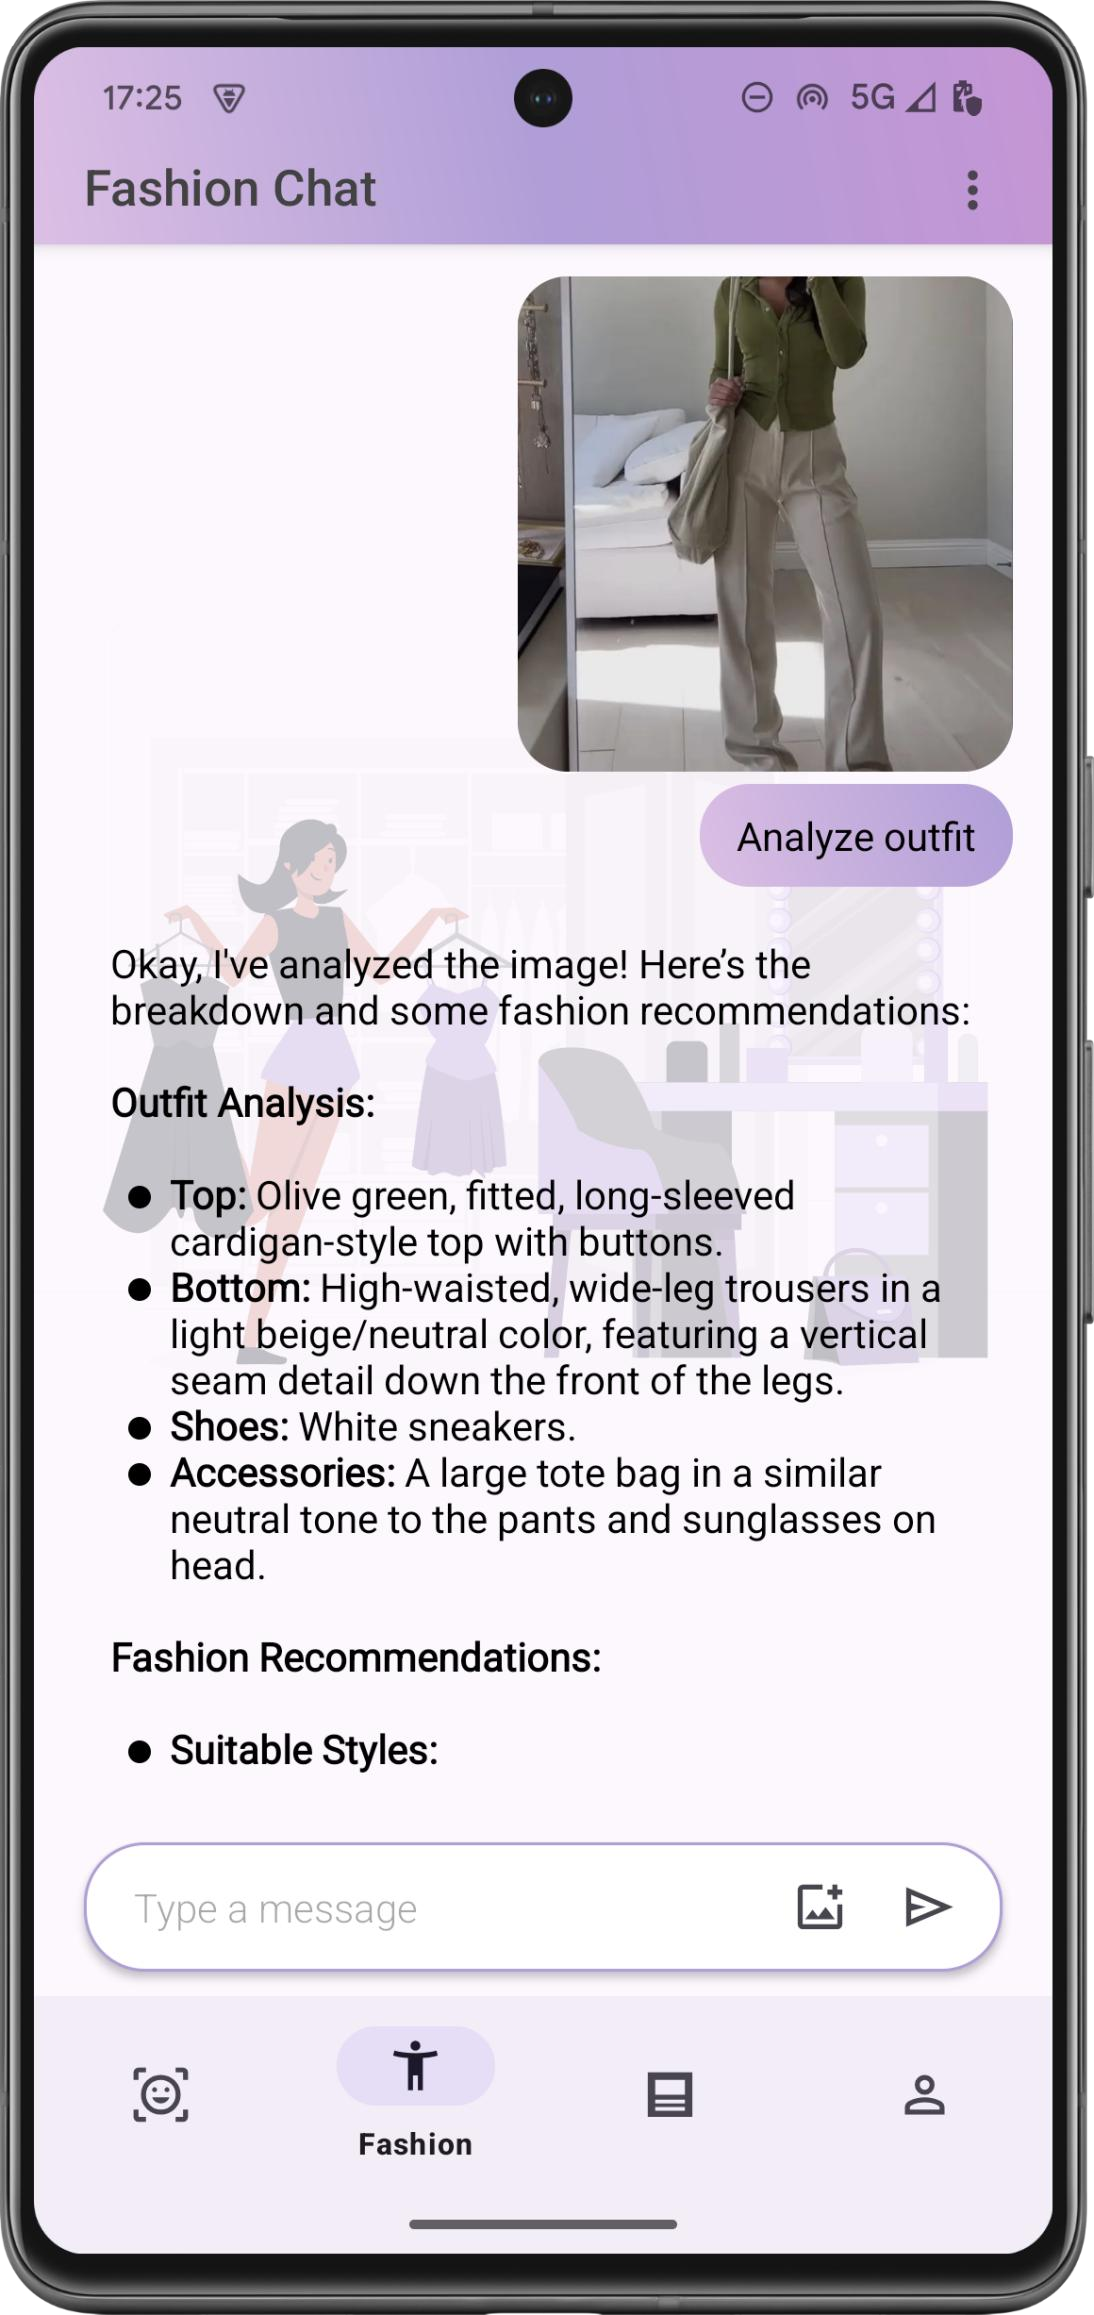 17:25
5G
Fashion Chat
Analyze outfit
Okay, I've analyzed the image! Here’s the
breakdown and some fashion recommendations:
Outfit Analysis:
● Top: Olive green, fitted, long-sleeved
cardigan-style top with buttons.
● Bottom: High-waisted, wide-leg trousers in a
light beige/neutral color, featuring a vertical
seam detail down the front of the legs.
● Shoes: White sneakers.
● Accessories: A large tote bag in a similar
neutral tone to the pants and sunglasses on
head.
Fashion Recommendations:
● Suitable Styles:
Type a message
Fashion